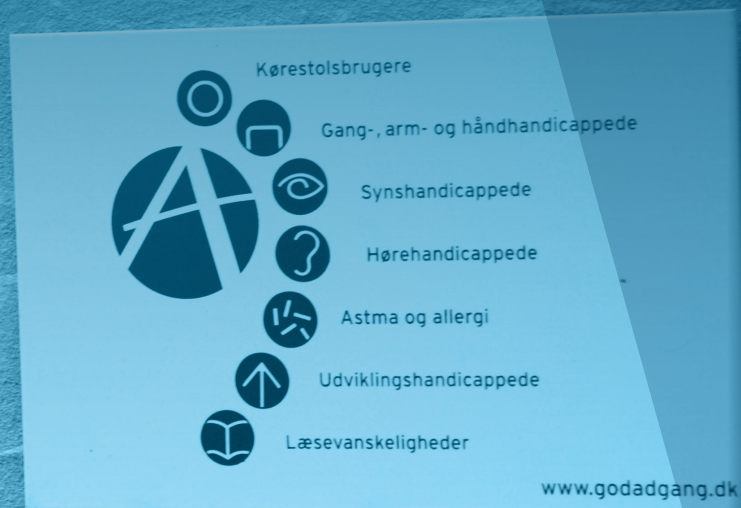 Kørestolsbrugere
Gang-, arm- og håndhandicappede
Synshandicappede
Hørehandicappede
Astma og allergi
Udviklingshandicappede
Læsevanskeligheder
www.godadgang.dk